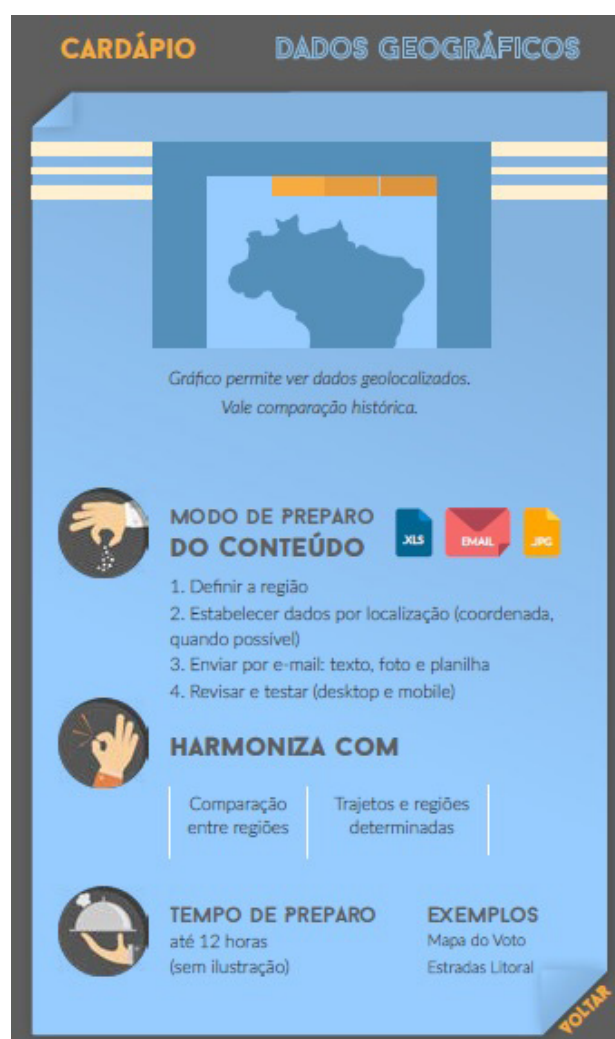 CARDÁPIO
DADOS GEOGRÁFICOS
Gráfico permite ver dados geolocalizados.
Vale comparação histórica.
MODO DE PREPARO
DO CONTEÚDO
.XLS
EMAIL
.JPG
1. Definir a região
2. Estabelecer dados por localização (coordenada,
quando possível)
3. Enviar por e-mail: texto, foto e planilha
4. Revisar e testar (desktop e mobile)
HARMONIZA COM
Comparação
entre regiões
Trajetos e regiões
determinadas
TEMPO DE PREPARO
até 12 horas
(sem ilustração)
EXEMPLOS
Mapa do Voto
Estradas Litoral
VOLTAR